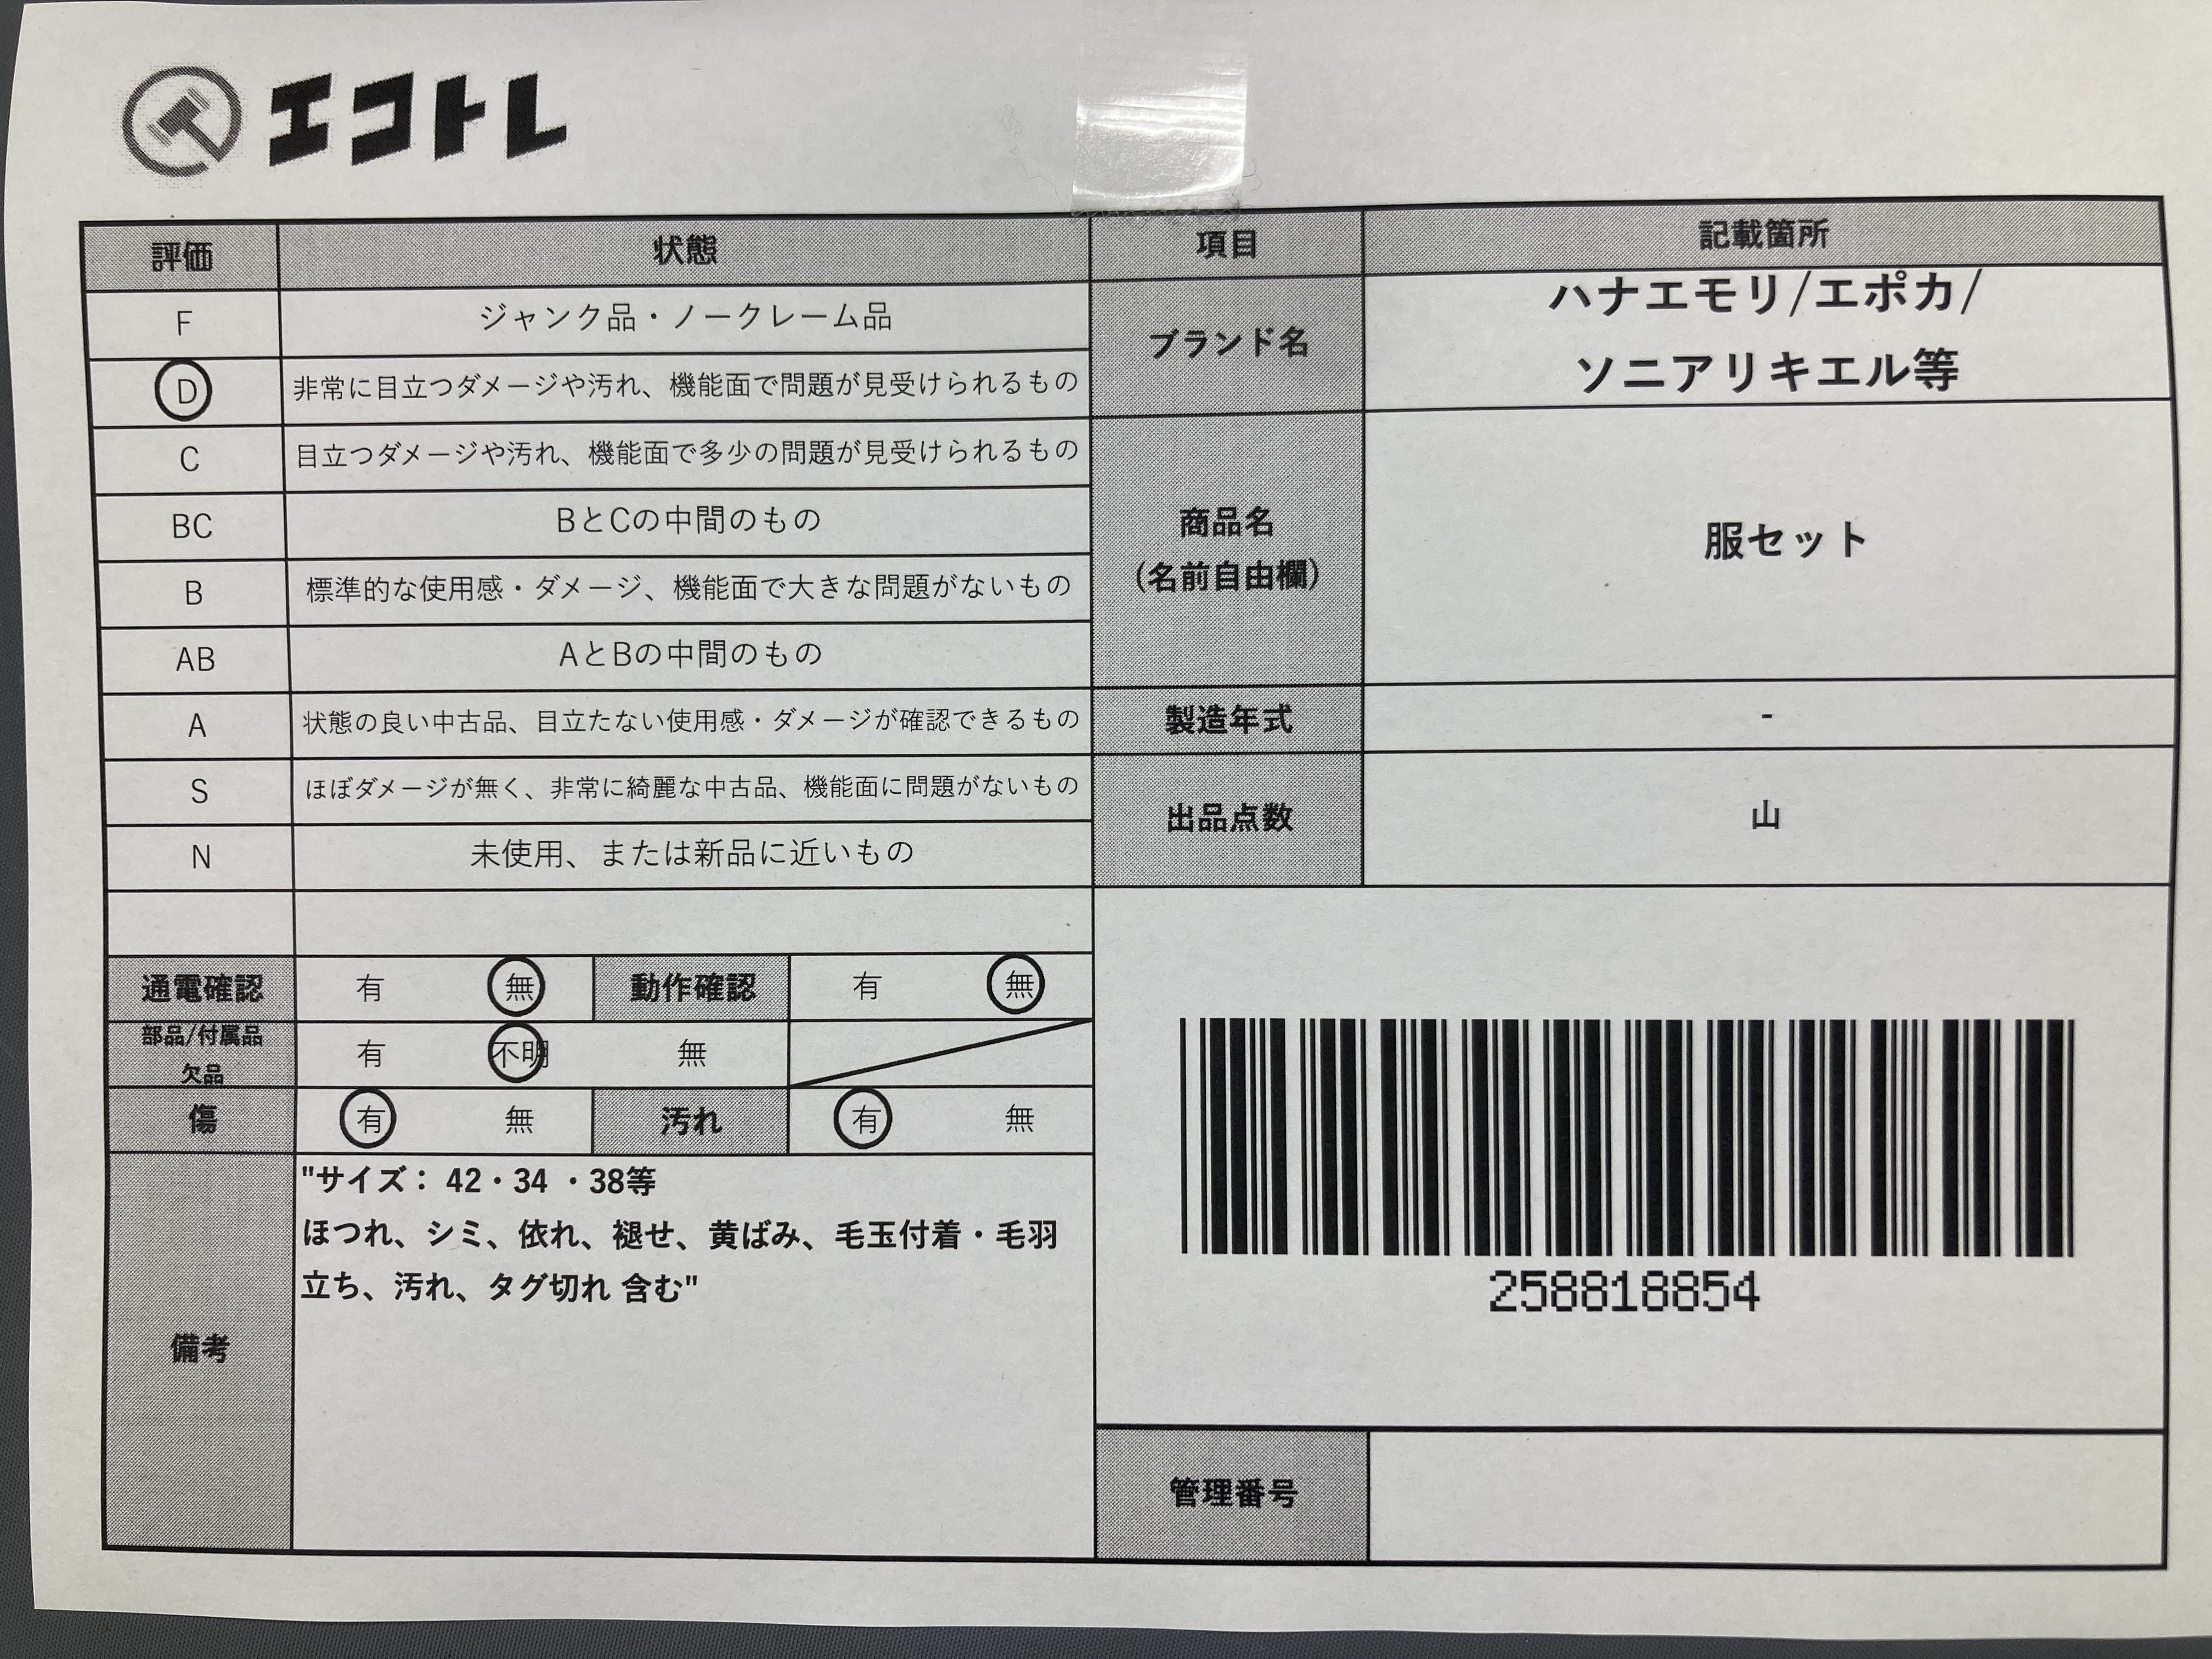 エコトレ
評価 状態
F ジャンク品・ノークレーム品
D 非常に目立つダメージや汚れ、機能面で問題が見受けられるもの
C 目立つダメージや汚れ、機能面で多少の問題が見受けられるもの
BC BとCの中間のもの
B 標準的な使用感・ダメージ、機能面で大きな問題がないもの
AB AとBの中間のもの
A 状態の良い中古品、目立たない使用感・ダメージが確認できるもの
S ほぼダメージが無く、非常に綺麗な中古品、機能面に問題がないもの
N 未使用、または新品に近いもの
通電確認 有 無 動作確認 有 無
部品/付属品
欠品
有 不明 無
傷 有 無 汚れ 有 無
備考
"サイズ： 42・34 ・38等
ほつれ、シミ、依れ、褪せ、黄ばみ、毛玉付着・毛羽
立ち、汚れ、タグ切れ 含む"
項目 記載箇所
ブランド名
ハナエモリ/エポカ/
ソニアリキエル等
商品名
（名前自由欄）
服セット
製造年式 -
出品点数 山
258818854
管理番号